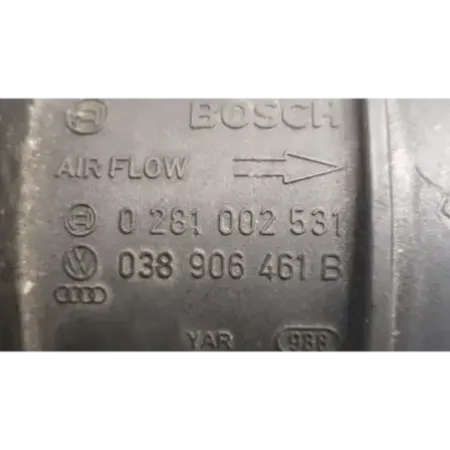 BOSCH
AIR FLOW
0 281 002 531
038 906 461 B
YAR 988